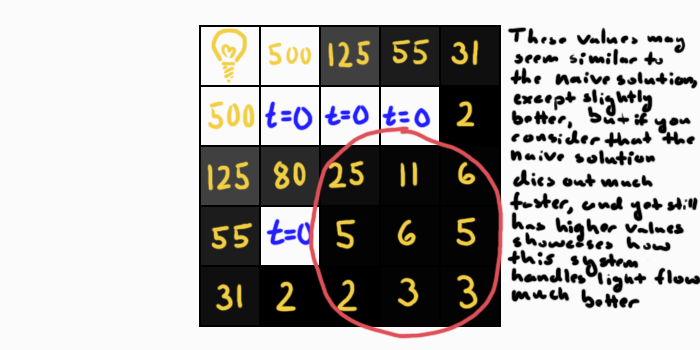 500 125 55 31
500 t=0 t=0 t=0 2
125 80 25 11 6
55 t=0 5 6 5
31 2 2 3 3
These values may
seem similar to
the naive solution,
except slightly
better, but if you
consider that the
naive solution
dies out much
faster, and yet still
has higher values
showcases how
this system
handles light flow
much better